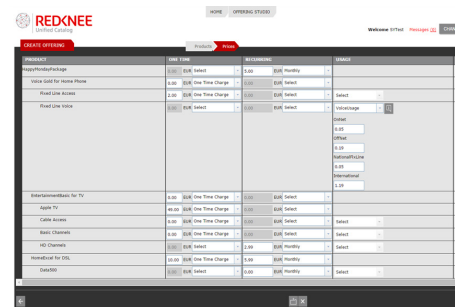 HOME OFFERING STUDIO
REDKNEE
Unified Catalog
Welcome SYTest Messages (0) CHAN
CREATE OFFERING Products Prices
PRODUCT ONE TIME RECURRING USAGE
HappyMondayPackage 0.00 EUR Select 5.00 EUR Monthly
Voice Gold for Home Phone 0.00 EUR One Time Charge 0.00 EUR Select
Fixed Line Access 2.00 EUR One Time Charge 0.00 EUR Select Select
Fixed Line Voice 0.00 EUR Select 0.00 EUR Select VoiceUsage
OnNet
0.05
OffNet
0.19
NationalFixLine
0.05
International
1.19
EntertainmentBasic for TV 0.00 EUR One Time Charge 0.00 EUR Select
Apple TV 49.00 EUR One Time Charge 0.00 EUR Select
Cable Access 0.00 EUR One Time Charge 0.00 EUR Select Select
Basic Channels 0.00 EUR One Time Charge 0.00 EUR Select Select
HD Channels 0.00 EUR Select 2.99 EUR Monthly Select
HomeExcel for DSL 10.00 EUR One Time Charge 5.90 EUR Monthly
Data500 0.00 EUR Select 0.00 EUR Monthly Select